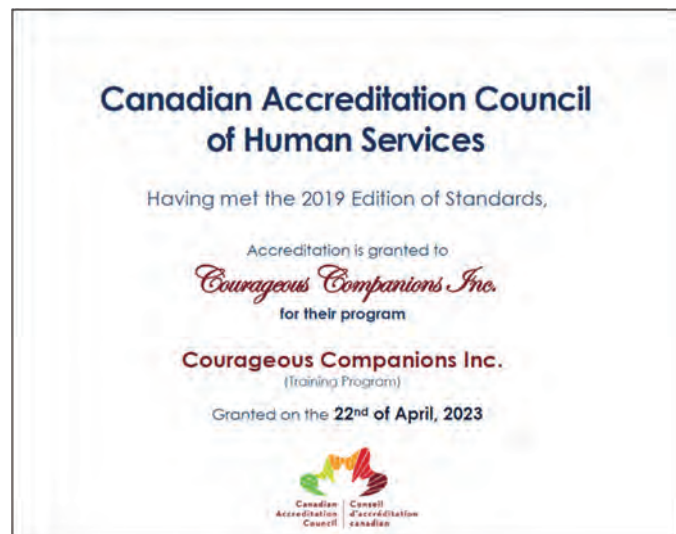 Canadian Accreditation Council
of Human Services
Having met the 2019 Edition of Standards,
Accreditation is granted to
Courageous Companions Inc.
for their program
Courageous Companions Inc.
(Training Program)
Granted on the 22nd of April, 2023
Canadian Accreditation Council
Conseil d'accréditation canadien